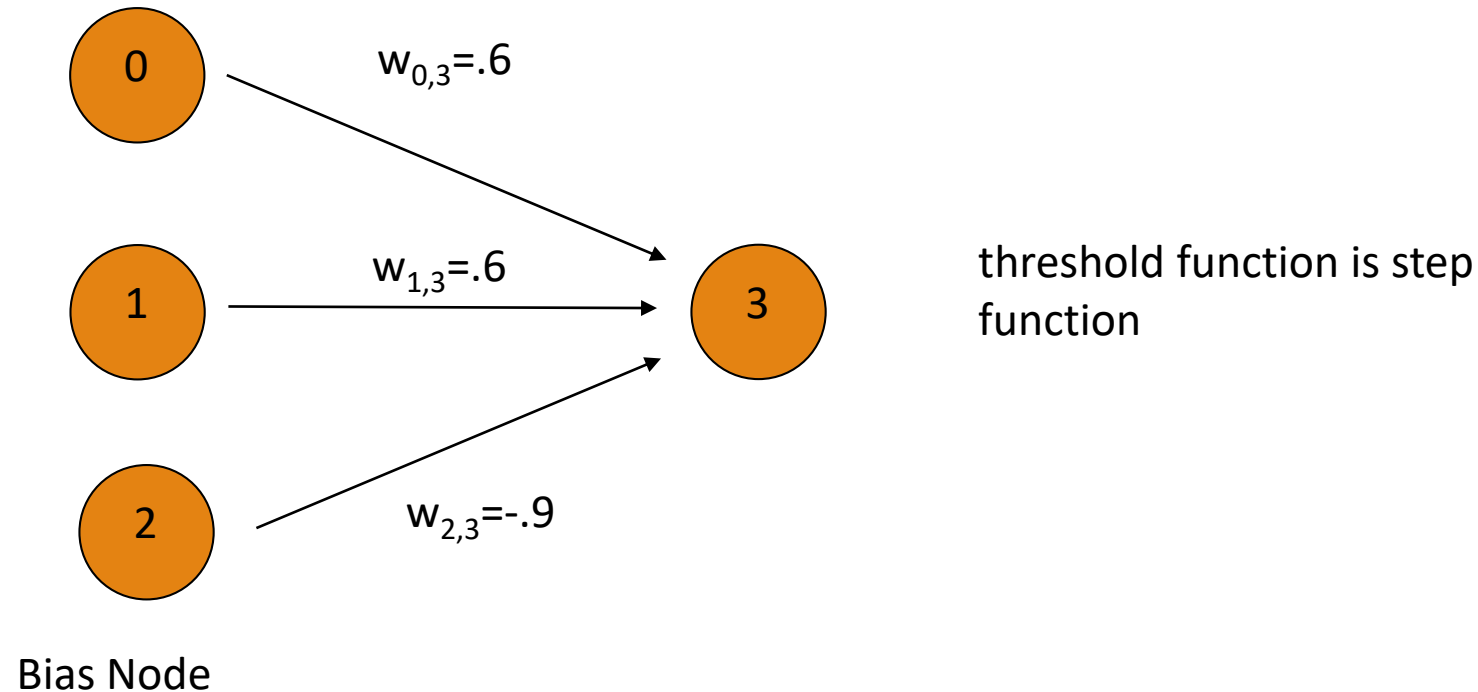 0
w0,3=.6
w1,3=.6
1
3
threshold function is step
function
2
w2,3=-.9
Bias Node